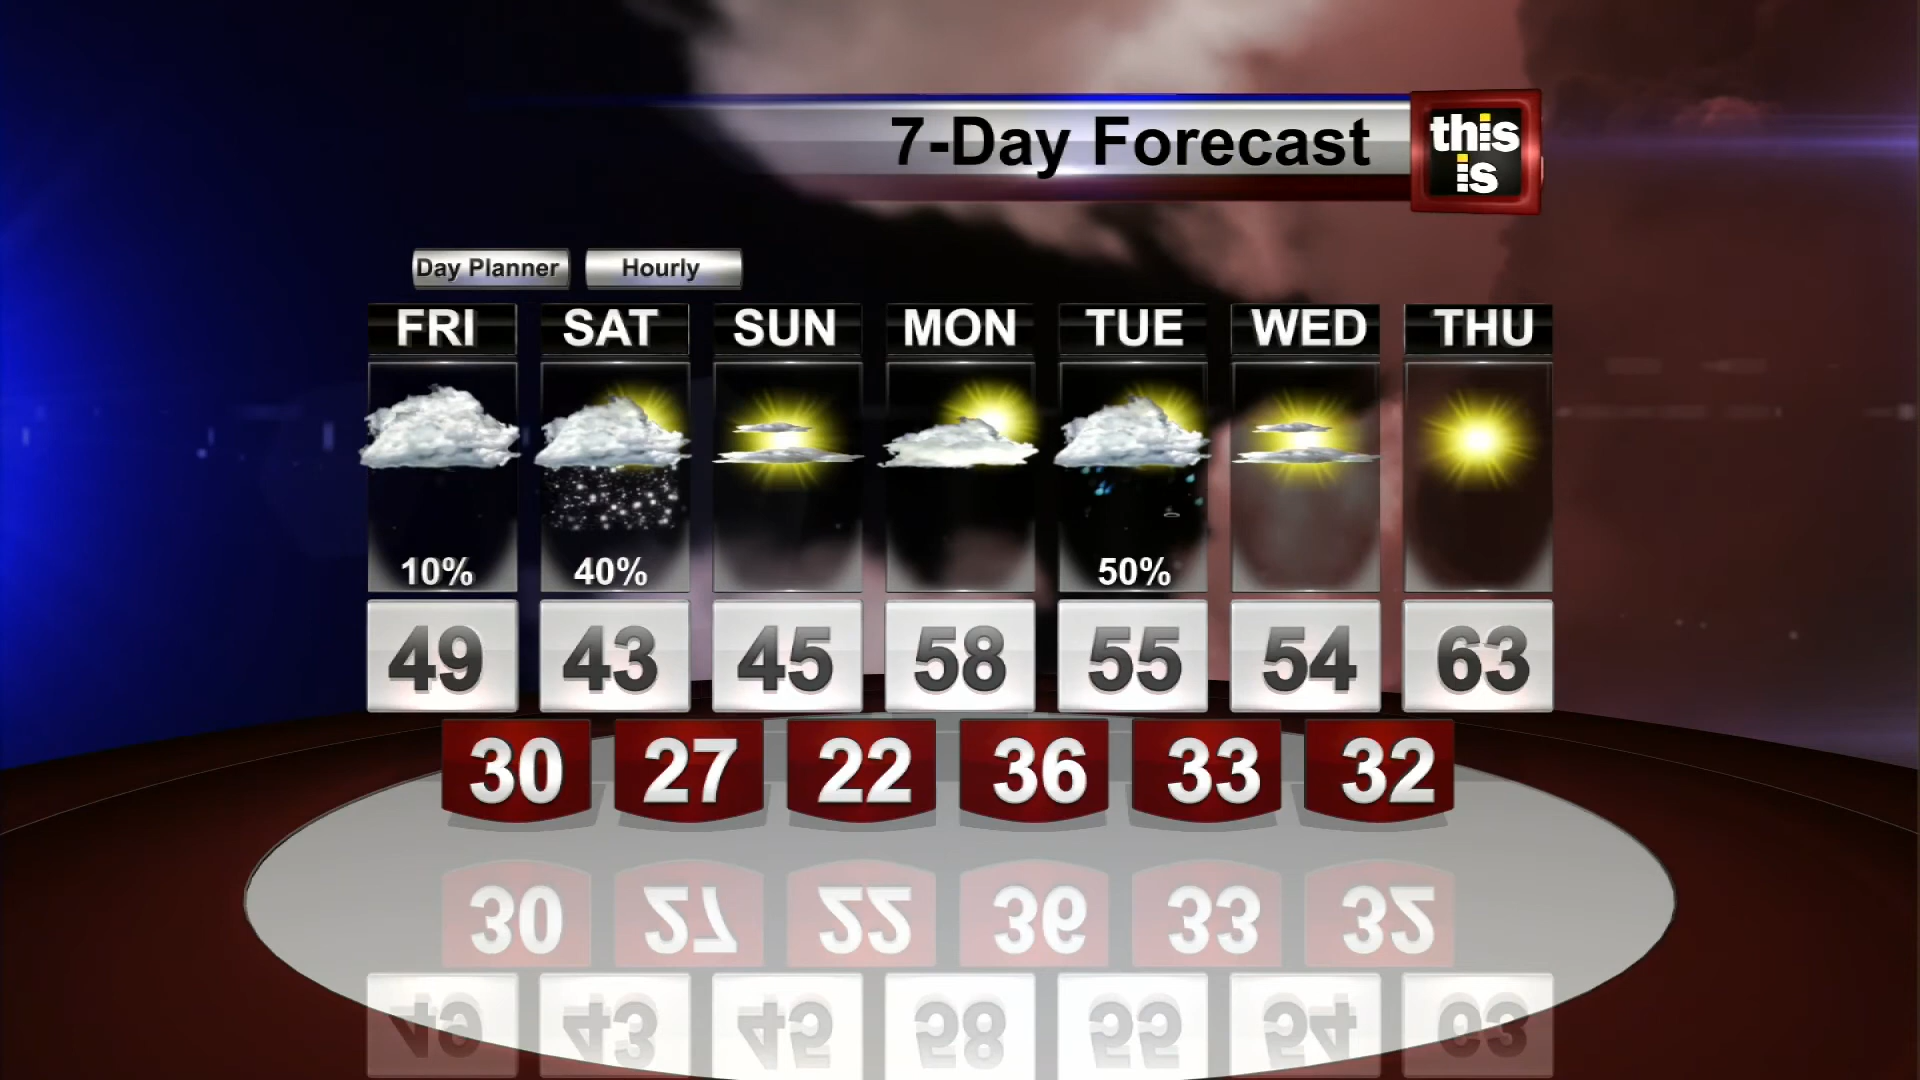 7-Day Forecast
this
is
Day Planner Hourly
FRI SAT SUN MON TUE WED THU
10% 40% 50%
49 43 45 58 55 54 63
30 27 22 36 33 32